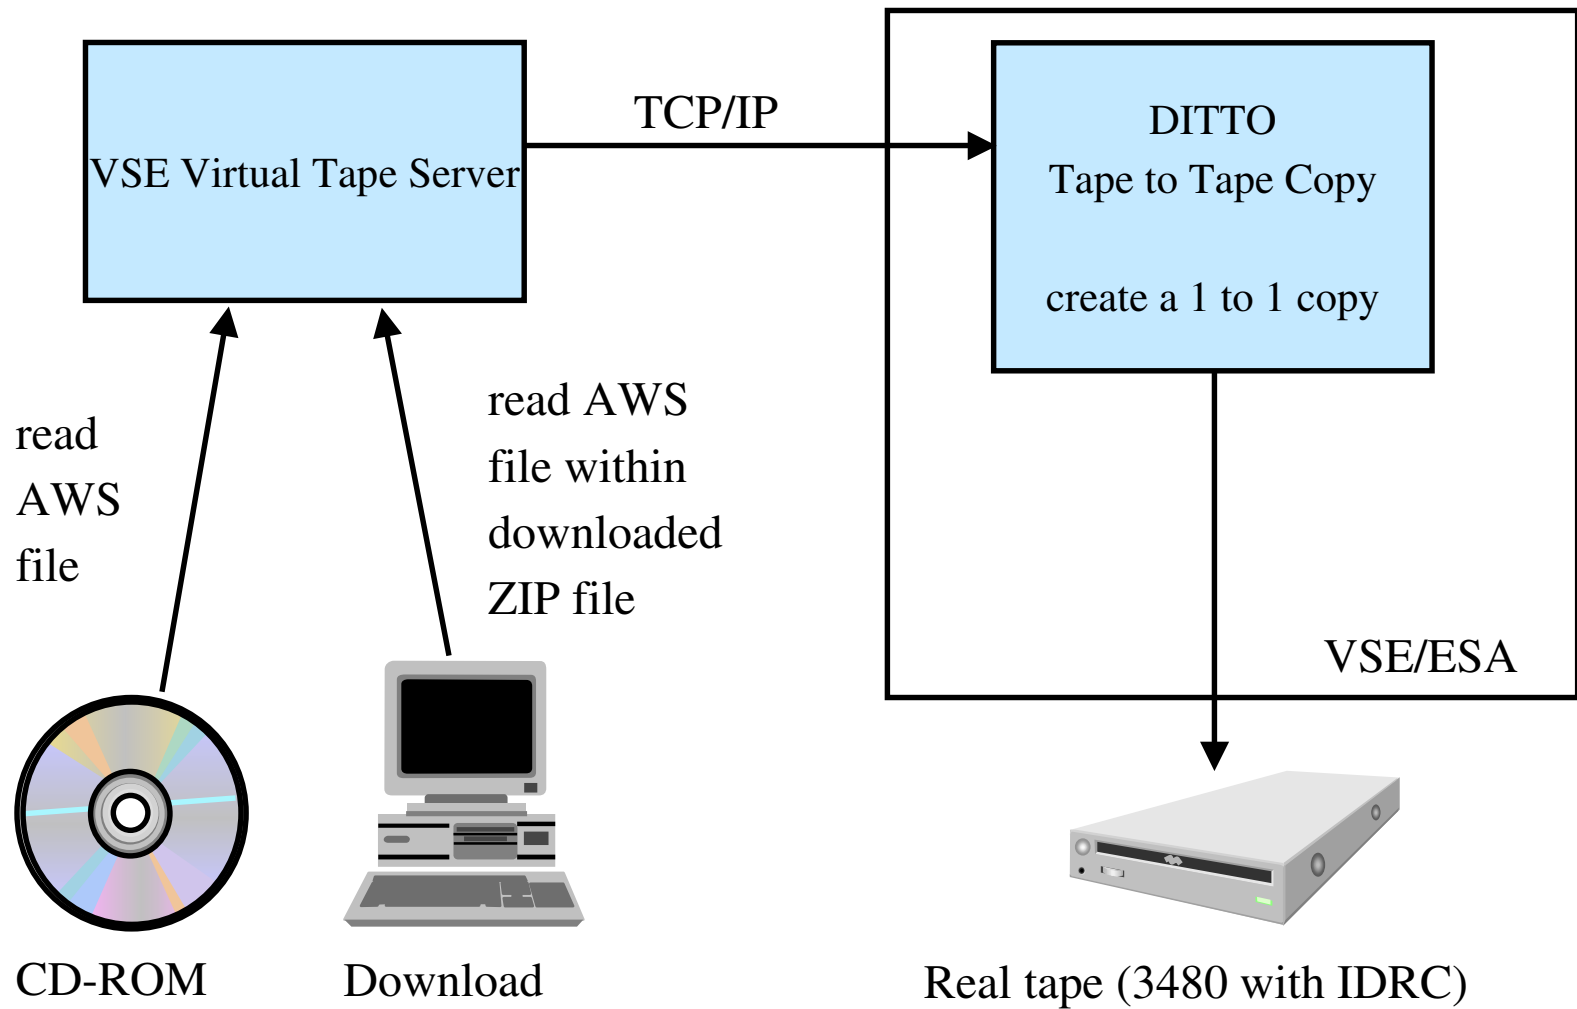 VSE Virtual Tape Server
TCP/IP
DITTO
Tape to Tape Copy
create a 1 to 1 copy
read
AWS
file
read AWS
file within
downloaded
ZIP file
VSE/ESA
CD-ROM
Download
Real tape (3480 with IDRC)